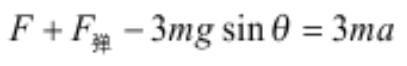 F + F弹 − 3mg sin θ = 3ma